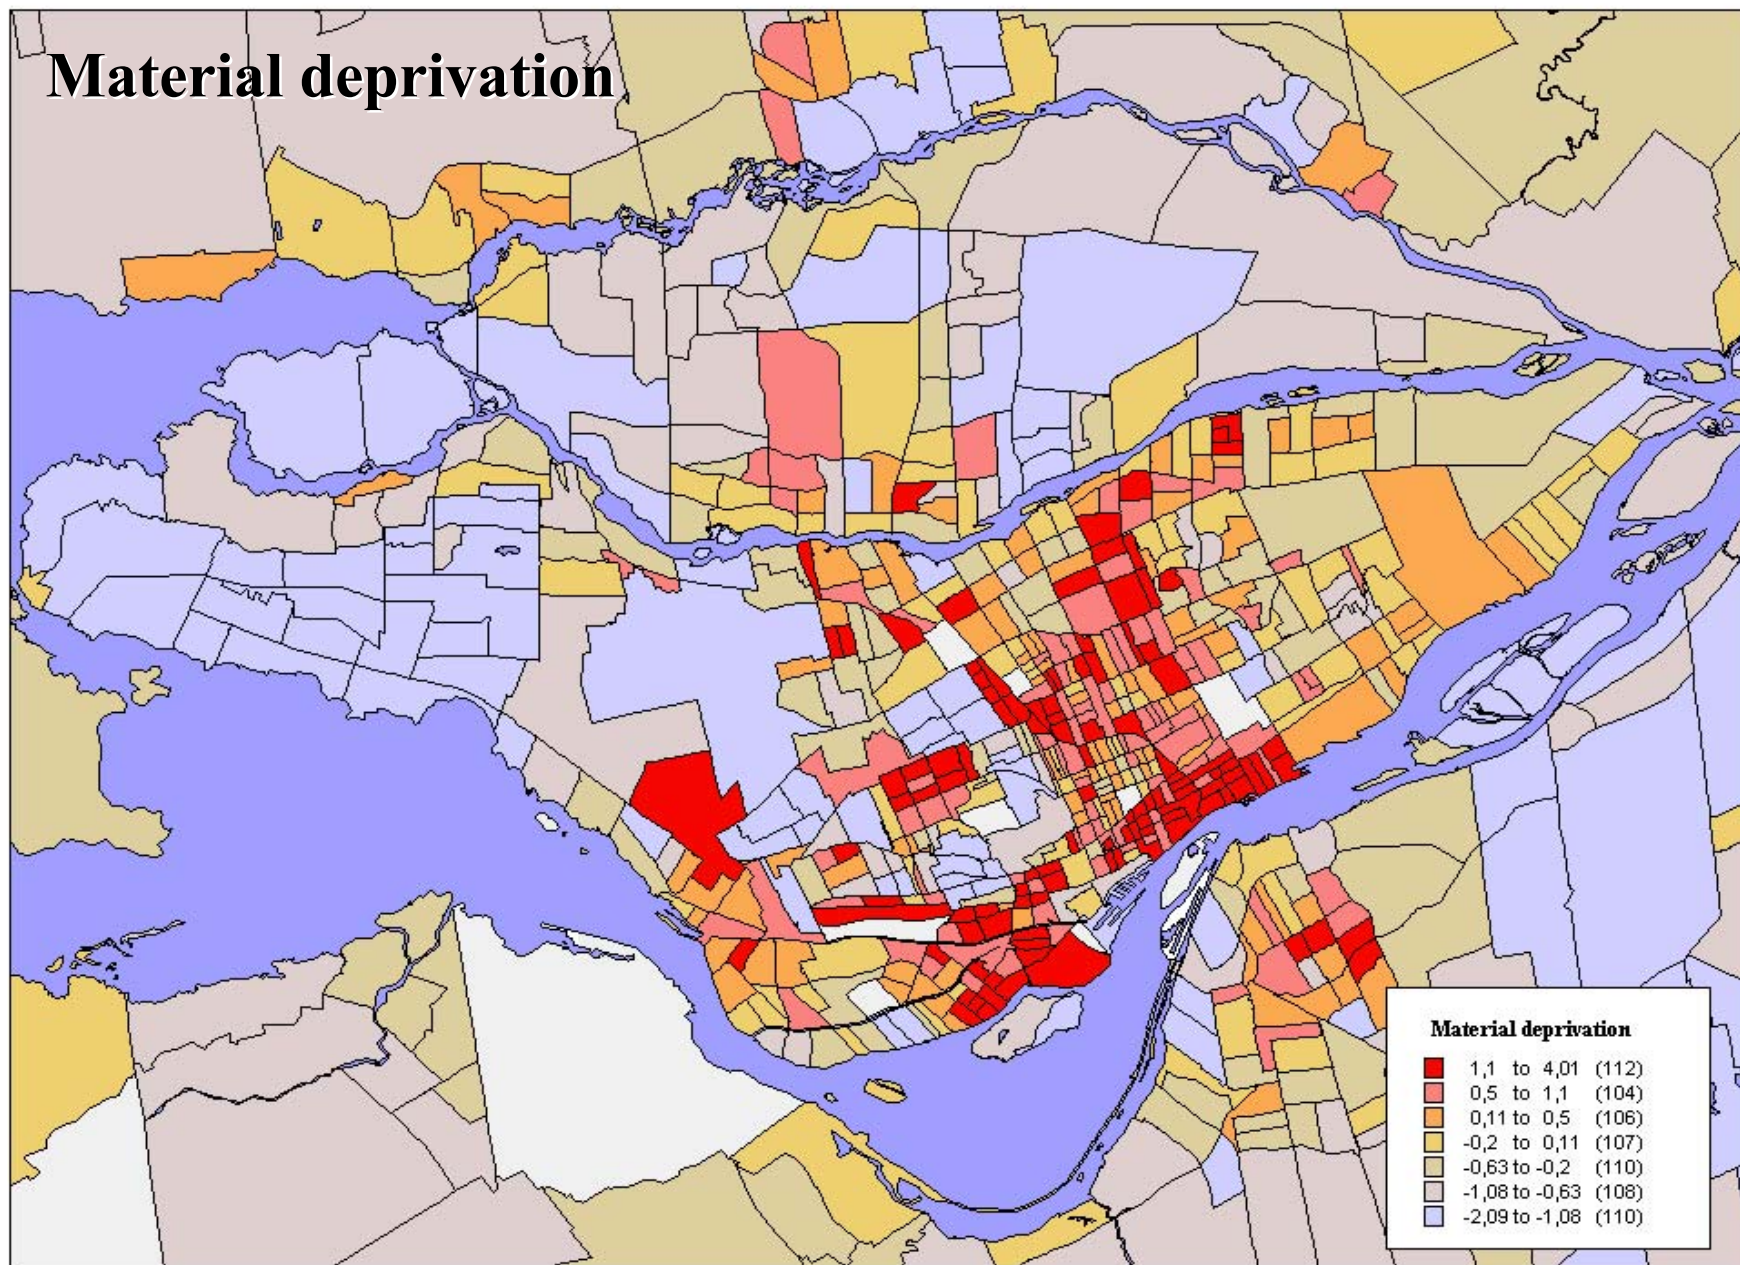 Material deprivation
Material deprivation
1,1 to 4,01 (112)
0,5 to 1,1 (104)
0,11 to 0,5 (106)
-0,2 to 0,11 (107)
-0,63 to -0,2 (110)
-1,08 to -0,63 (108)
-2,09 to -1,08 (110)